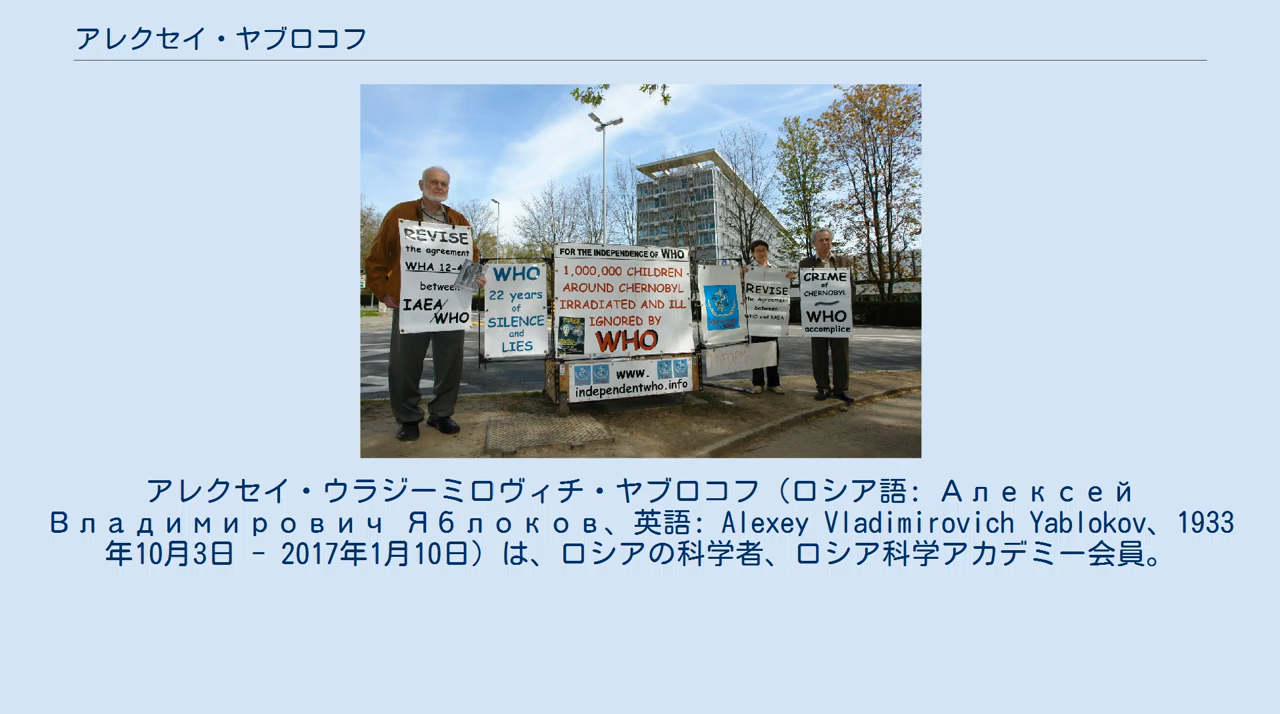 アレクセイ・ヤブロコフ
REVISE
the agreement
WHA 12-4
between
IAEA/
WHO
WHO
22 years
of
SILENCE
and
LIES
FOR THE INDEPENDENCE OF WHO
1,000,000 CHILDREN
AROUND CHERNOBYL
IRRADIATED AND ILL
IGNORED BY
WHO
www.
independentwho.info
REVISE
the Agreement
between
WHO and IAEA
CRIME
of
CHERNOBYL
WHO
accomplice
アレクセイ・ウラジーミロヴィチ・ヤブロコフ（ロシア語: Алексей
Владимирович Яблоков、英語: Alexey Vladimirovich Yablokov、1933
年10月3日 - 2017年1月10日）は、ロシアの科学者、ロシア科学アカデミー会員。